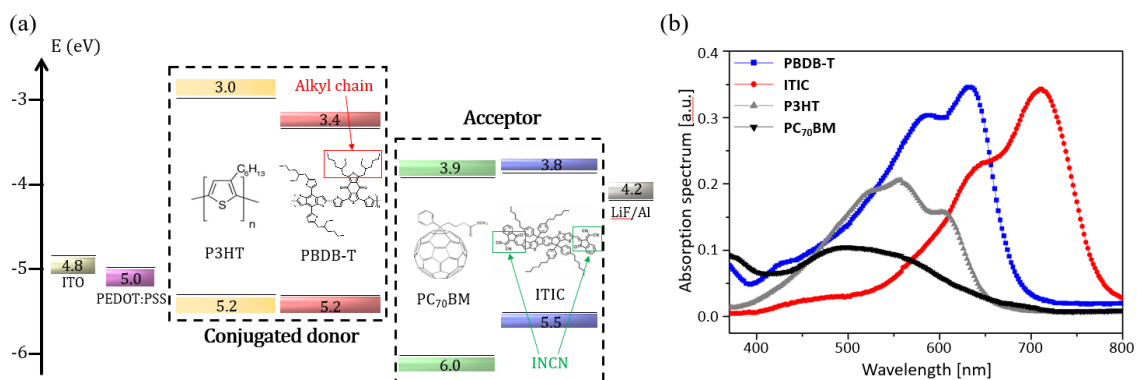 (a)
E (eV)
-3
-4
-5
-6
4.8
ITO
5.0
PEDOT:PSS
3.0
C6H13
S
n
P3HT
5.2
Alkyl chain
3.4
PBDB-T
5.2
Conjugated donor
Acceptor
3.9
PC70BM
6.0
3.8
ITIC
5.5
INCN
4.2
LiF/Al
(b)
Absorption spectrum [a.u.]
0.4
0.3
0.2
0.1
0.0
PBDB-T
ITIC
P3HT
PC70BM
400
500
600
700
800
Wavelength [nm]